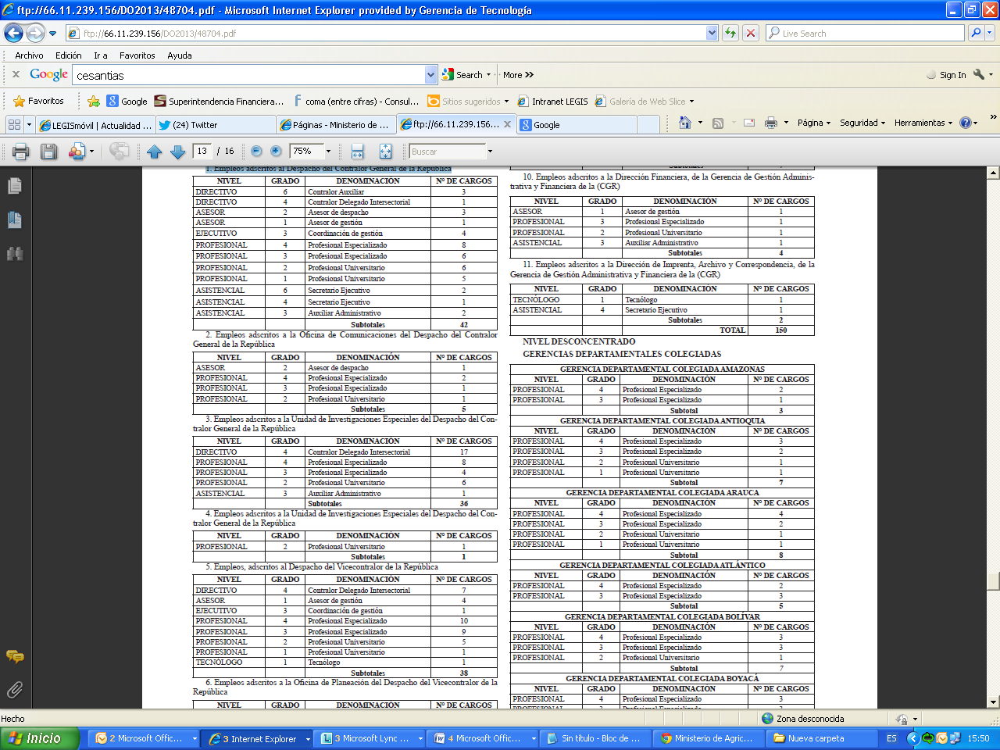 ftp://66.11.239.156/DO2013/48704.pdf - Microsoft Internet Explorer provided by Gerencia de Tecnología
ftp://66.11.239.156/DO2013/48704.pdf
Live Search
Archivo Edición Ir a Favoritos Ayuda
x Google cesantias Search More >> Sign In
Favoritos Google Superintendencia Financiera... coma (entre cifras) - Consul... Sitios sugeridos Intranet LEGIS Galería de Web Slice
LEGISmóvil | Actualidad ... (24) Twitter Páginas - Ministerio de ... ftp://66.11.239.156... Google Página Seguridad Herramientas
13 / 16 75% Buscar
1. Empleos adscritos al Despacho del Contralor General de la República
NIVEL GRADO DENOMINACIÓN Nº DE CARGOS
DIRECTIVO 6 Contralor Auxiliar 3
DIRECTIVO 4 Contralor Delegado Intersectorial 1
ASESOR 2 Asesor de despacho 3
ASESOR 1 Asesor de gestión 1
EJECUTIVO 3 Coordinación de gestión 4
PROFESIONAL 4 Profesional Especializado 8
PROFESIONAL 3 Profesional Especializado 6
PROFESIONAL 2 Profesional Universitario 6
PROFESIONAL 1 Profesional Universitario 5
ASISTENCIAL 6 Secretario Ejecutivo 2
ASISTENCIAL 4 Secretario Ejecutivo 1
ASISTENCIAL 3 Auxiliar Administrativo 2
Subtotales 42
2. Empleos adscritos a la Oficina de Comunicaciones del Despacho del Contralor
General de la República
NIVEL GRADO DENOMINACIÓN Nº DE CARGOS
ASESOR 2 Asesor de despacho 1
PROFESIONAL 4 Profesional Especializado 2
PROFESIONAL 3 Profesional Especializado 1
PROFESIONAL 2 Profesional Universitario 1
Subtotales 5
3. Empleos adscritos a la Unidad de Investigaciones Especiales del Despacho del Con-
tralor General de la República
NIVEL GRADO DENOMINACIÓN Nº DE CARGOS
DIRECTIVO 4 Contralor Delegado Intersectorial 17
PROFESIONAL 4 Profesional Especializado 8
PROFESIONAL 3 Profesional Especializado 4
PROFESIONAL 2 Profesional Universitario 6
ASISTENCIAL 3 Auxiliar Administrativo 1
Subtotales 36
4. Empleos adscritos a la Unidad de Investigaciones Especiales del Despacho del Con-
tralor General de la República
NIVEL GRADO DENOMINACIÓN Nº DE CARGOS
PROFESIONAL 2 Profesional Universitario 1
Subtotales 1
5. Empleos, adscritos al Despacho del Vicecontralor de la República
NIVEL GRADO DENOMINACIÓN Nº DE CARGOS
DIRECTIVO 4 Contralor Delegado Intersectorial 7
ASESOR 1 Asesor de gestión 4
EJECUTIVO 3 Coordinación de gestión 1
PROFESIONAL 4 Profesional Especializado 10
PROFESIONAL 3 Profesional Especializado 9
PROFESIONAL 2 Profesional Universitario 5
PROFESIONAL 1 Profesional Universitario 1
TECNÓLOGO 1 Tecnólogo 1
Subtotales 38
6. Empleos adscritos a la Oficina de Planeación del Despacho del Vicecontralor de la
República
NIVEL GRADO DENOMINACIÓN Nº DE CARGOS
Subtotales
10. Empleos adscritos a la Dirección Financiera, de la Gerencia de Gestión Adminis-
trativa y Financiera de la (CGR)
NIVEL GRADO DENOMINACIÓN Nº DE CARGOS
ASESOR 1 Asesor de gestión 1
PROFESIONAL 3 Profesional Especializado 1
PROFESIONAL 2 Profesional Universitario 1
ASISTENCIAL 3 Auxiliar Administrativo 1
Subtotales 4
11. Empleos adscritos a la Dirección de Imprenta, Archivo y Correspondencia, de la
Gerencia de Gestión Administrativa y Financiera de la (CGR)
NIVEL GRADO DENOMINACIÓN Nº DE CARGOS
TECNÓLOGO 1 Tecnólogo 1
ASISTENCIAL 4 Secretario Ejecutivo 1
Subtotales 2
TOTAL 150
NIVEL DESCONCENTRADO
GERENCIAS DEPARTAMENTALES COLEGIADAS
GERENCIA DEPARTAMENTAL COLEGIADA AMAZONAS
NIVEL GRADO DENOMINACIÓN Nº DE CARGOS
PROFESIONAL 4 Profesional Especializado 2
PROFESIONAL 3 Profesional Especializado 1
Subtotal 3
GERENCIA DEPARTAMENTAL COLEGIADA ANTIOQUIA
NIVEL GRADO DENOMINACIÓN Nº DE CARGOS
PROFESIONAL 4 Profesional Especializado 3
PROFESIONAL 3 Profesional Especializado 2
PROFESIONAL 2 Profesional Universitario 1
PROFESIONAL 1 Profesional Universitario 1
Subtotal 7
GERENCIA DEPARTAMENTAL COLEGIADA ARAUCA
NIVEL GRADO DENOMINACIÓN Nº DE CARGOS
PROFESIONAL 4 Profesional Especializado 4
PROFESIONAL 3 Profesional Especializado 2
PROFESIONAL 2 Profesional Universitario 1
PROFESIONAL 1 Profesional Universitario 1
Subtotal 8
GERENCIA DEPARTAMENTAL COLEGIADA ATLÁNTICO
NIVEL GRADO DENOMINACIÓN Nº DE CARGOS
PROFESIONAL 4 Profesional Especializado 2
PROFESIONAL 3 Profesional Especializado 3
Subtotal 5
GERENCIA DEPARTAMENTAL COLEGIADA BOLÍVAR
NIVEL GRADO DENOMINACIÓN Nº DE CARGOS
PROFESIONAL 4 Profesional Especializado 3
PROFESIONAL 3 Profesional Especializado 3
PROFESIONAL 2 Profesional Universitario 1
Subtotal 7
GERENCIA DEPARTAMENTAL COLEGIADA BOYACÁ
NIVEL GRADO DENOMINACIÓN Nº DE CARGOS
PROFESIONAL 4 Profesional Especializado 3
Hecho Zona desconocida
Inicio 2 Microsoft Offic... 3 Internet Explorer 3 Microsoft Lync ... 4 Microsoft Offic... Sin título - Bloc de ... Ministerio de Agric... Nueva carpeta ES 15:50